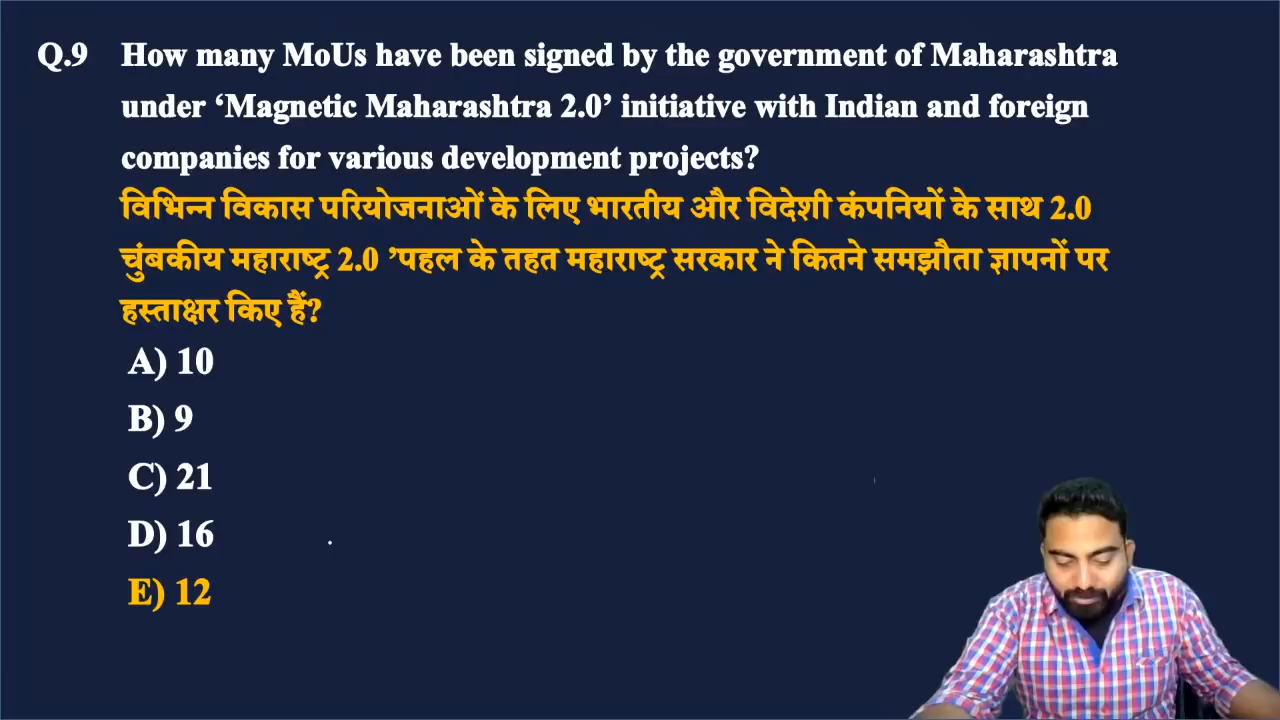 Q.9 How many MoUs have been signed by the government of Maharashtra
under ‘Magnetic Maharashtra 2.0’ initiative with Indian and foreign
companies for various development projects?
विभिन्न विकास परियोजनाओं के लिए भारतीय और विदेशी कंपनियों के साथ 2.0
चुंबकीय महाराष्ट्र 2.0 ’पहल के तहत महाराष्ट्र सरकार ने कितने समझौता ज्ञापनों पर
हस्ताक्षर किए हैं?
A) 10
B) 9
C) 21
D) 16
E) 12